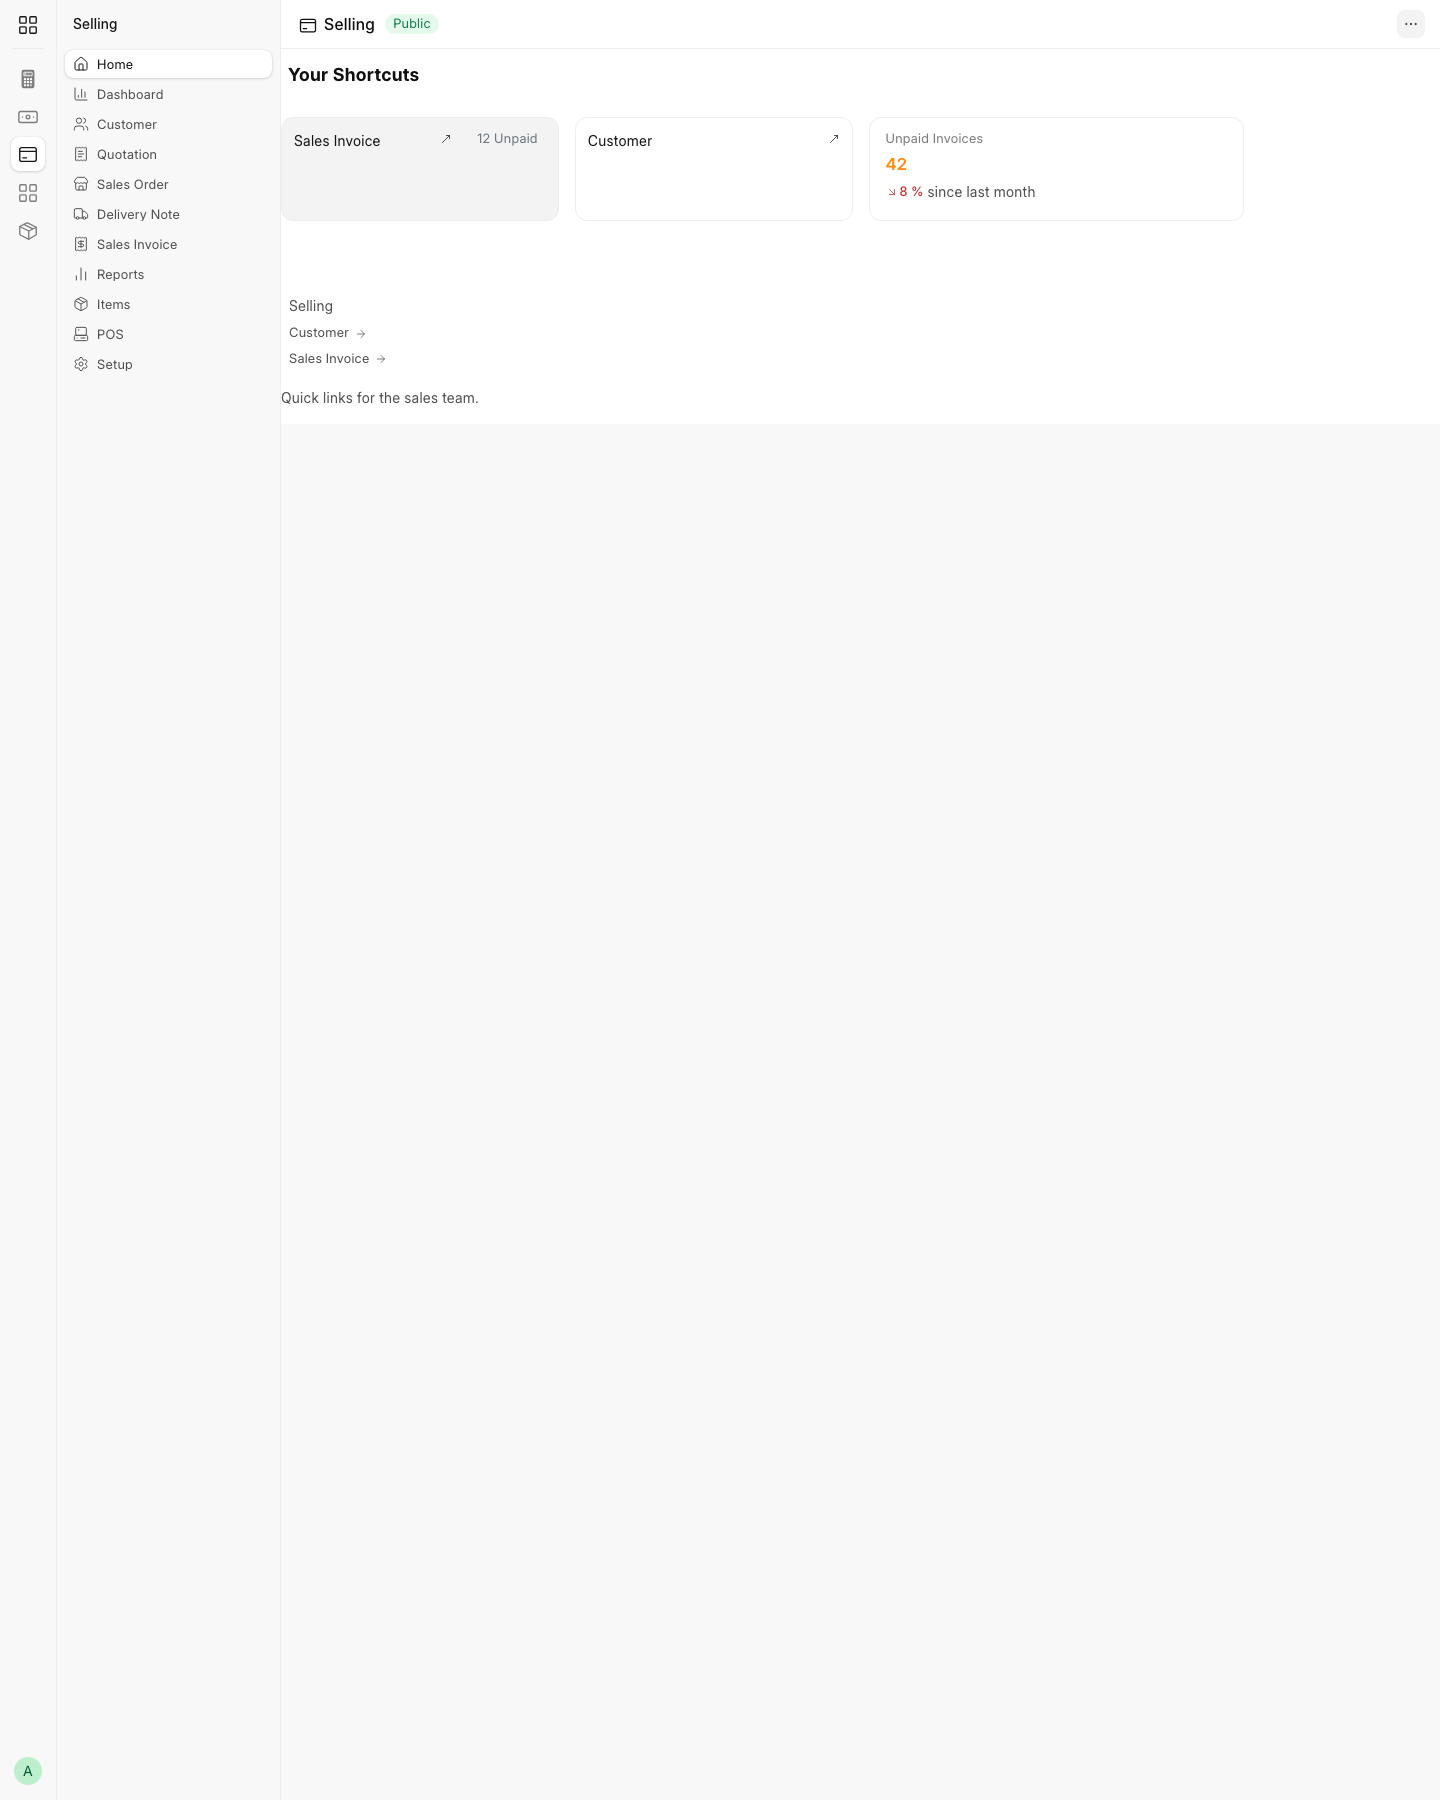 Selling
Home
Dashboard
Customer
Quotation
Sales Order
Delivery Note
Sales Invoice
Reports
Items
POS
Setup
A
Selling Public
Your Shortcuts
Sales Invoice 12 Unpaid
Customer
Unpaid Invoices
42
8 % since last month
Selling
Customer
Sales Invoice
Quick links for the sales team.